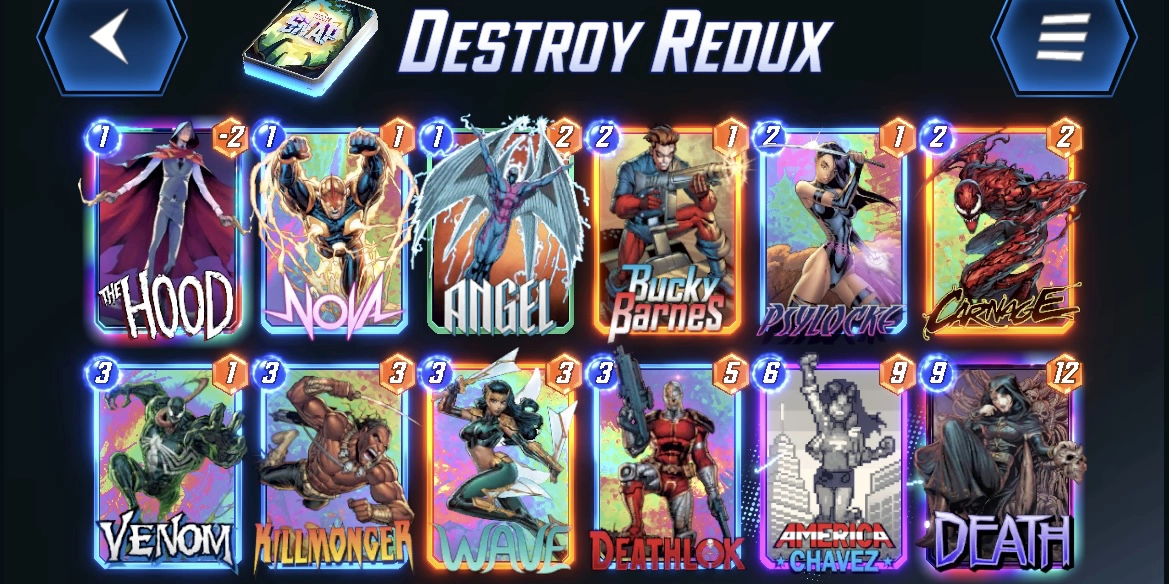 SNAP
DESTROY REDUX
1 -2
THE HOOD
1 1
NOVA
1 2
ANGEL
2 1
Bucky Barnes
2 1
PSYLOCKE
2 2
CARNAGE
3 1
VENOM
3 3
KILLMONGER
3 3
WAVE
3 5
DEATHLOK
6 9
AMERICA CHAVEZ
9 12
DEATH